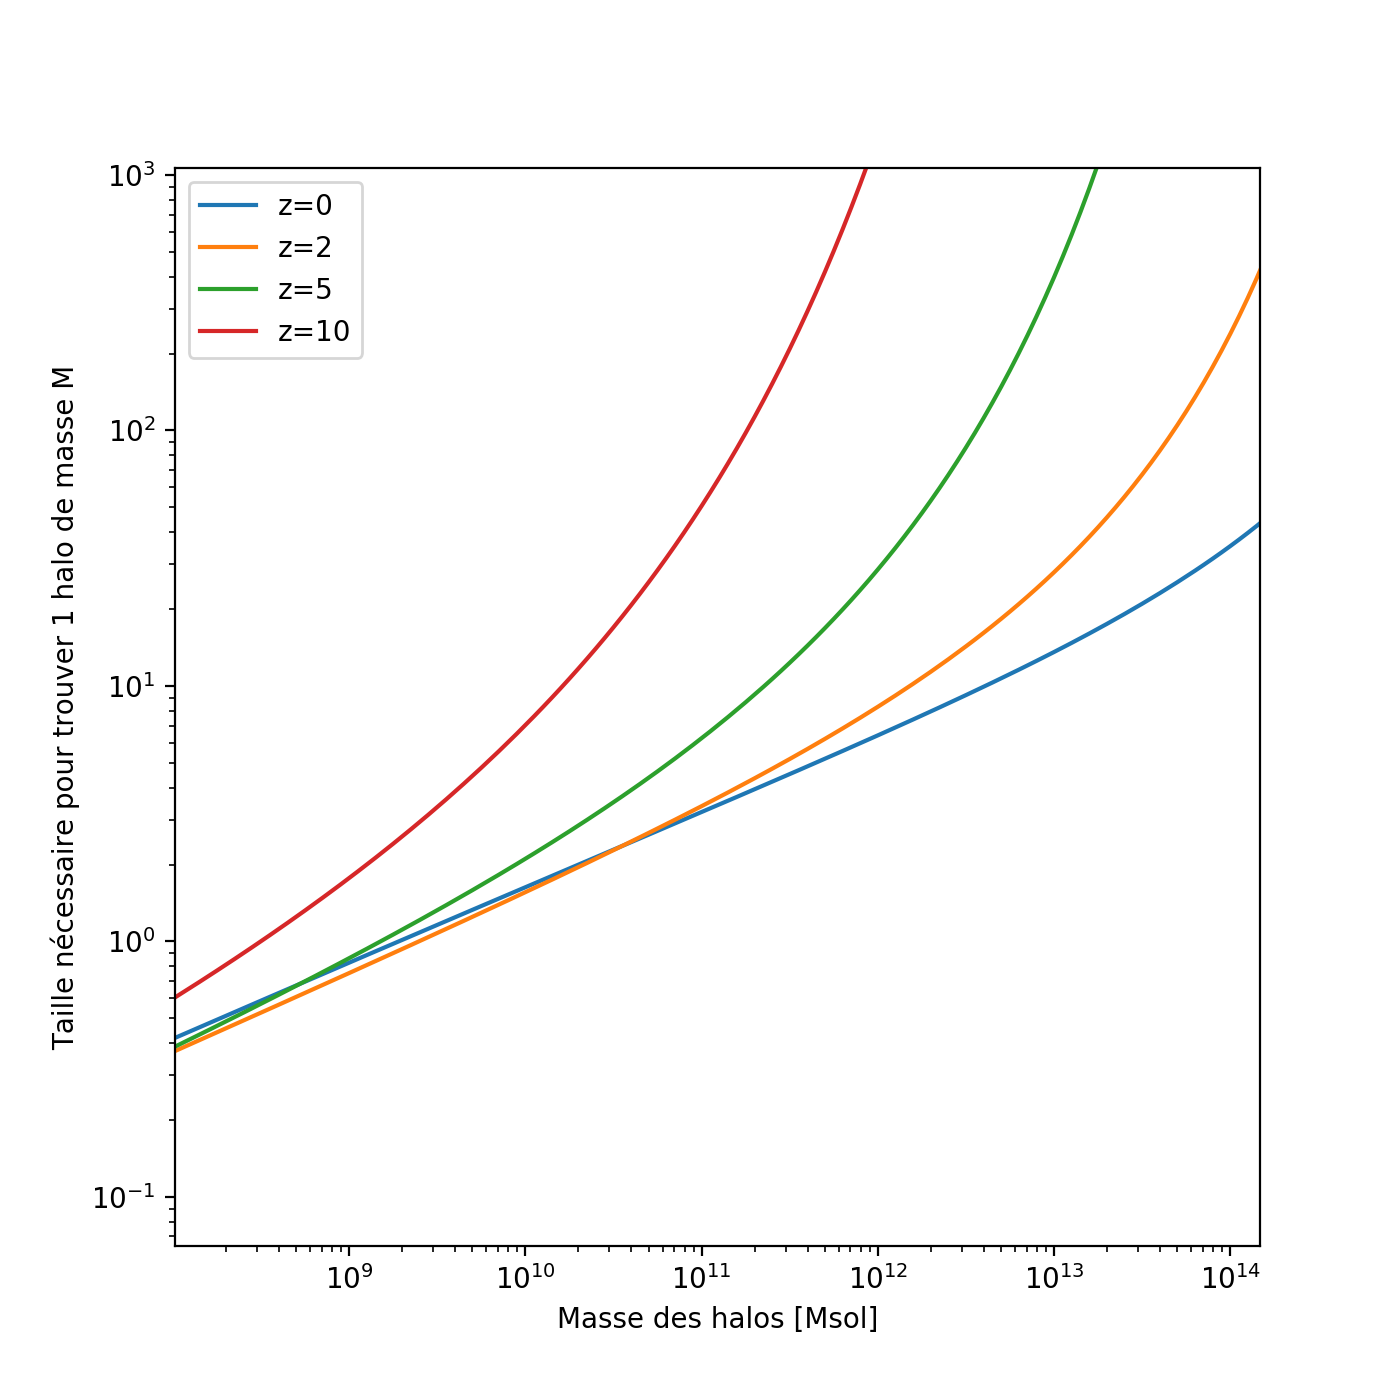 10³
10²
10¹
10⁰
10⁻¹
Taille nécessaire pour trouver 1 halo de masse M
z=0
z=2
z=5
z=10
10⁹ 10¹⁰ 10¹¹ 10¹² 10¹³ 10¹⁴
Masse des halos [Msol]